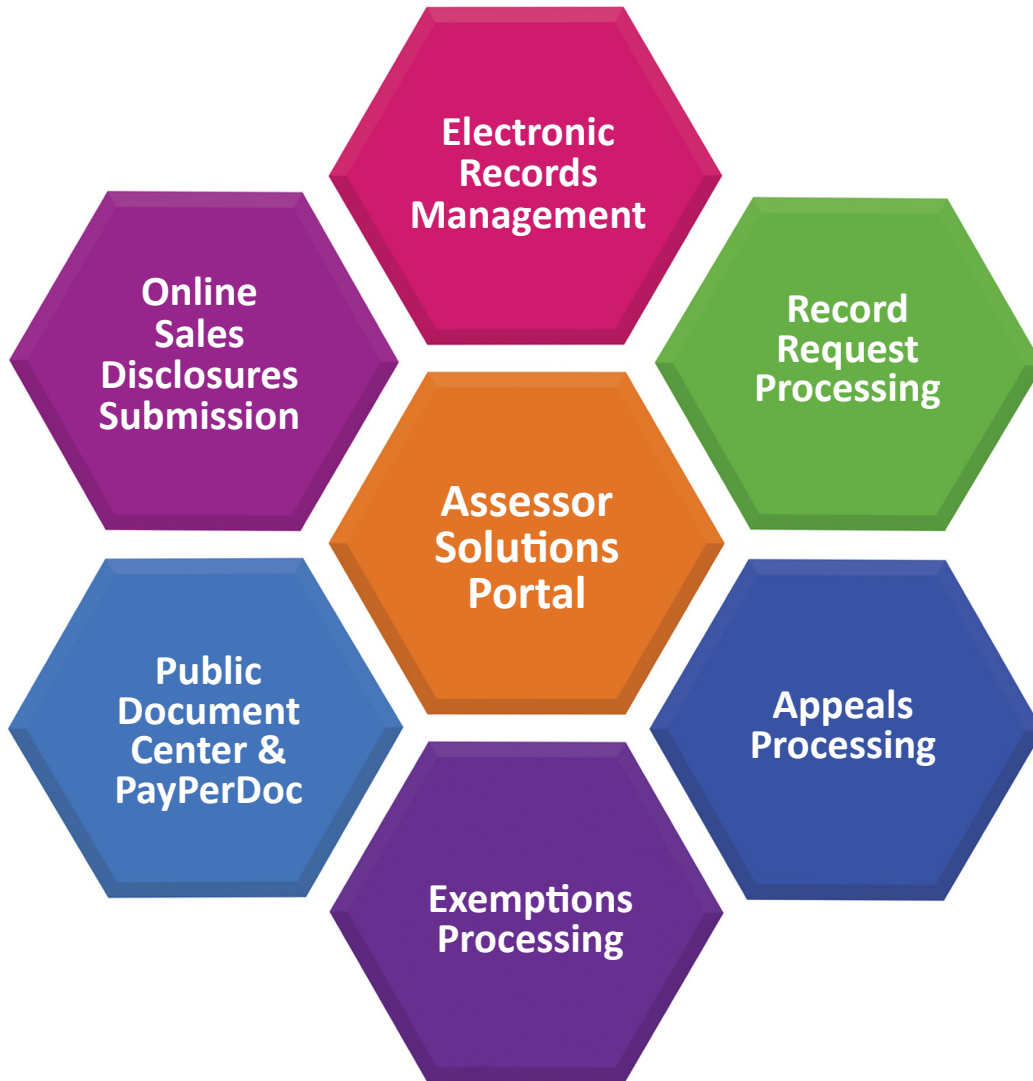 Electronic
Records
Management
Online
Sales
Disclosures
Submission
Record
Request
Processing
Assessor
Solutions
Portal
Public
Document
Center &
PayPerDoc
Appeals
Processing
Exemptions
Processing